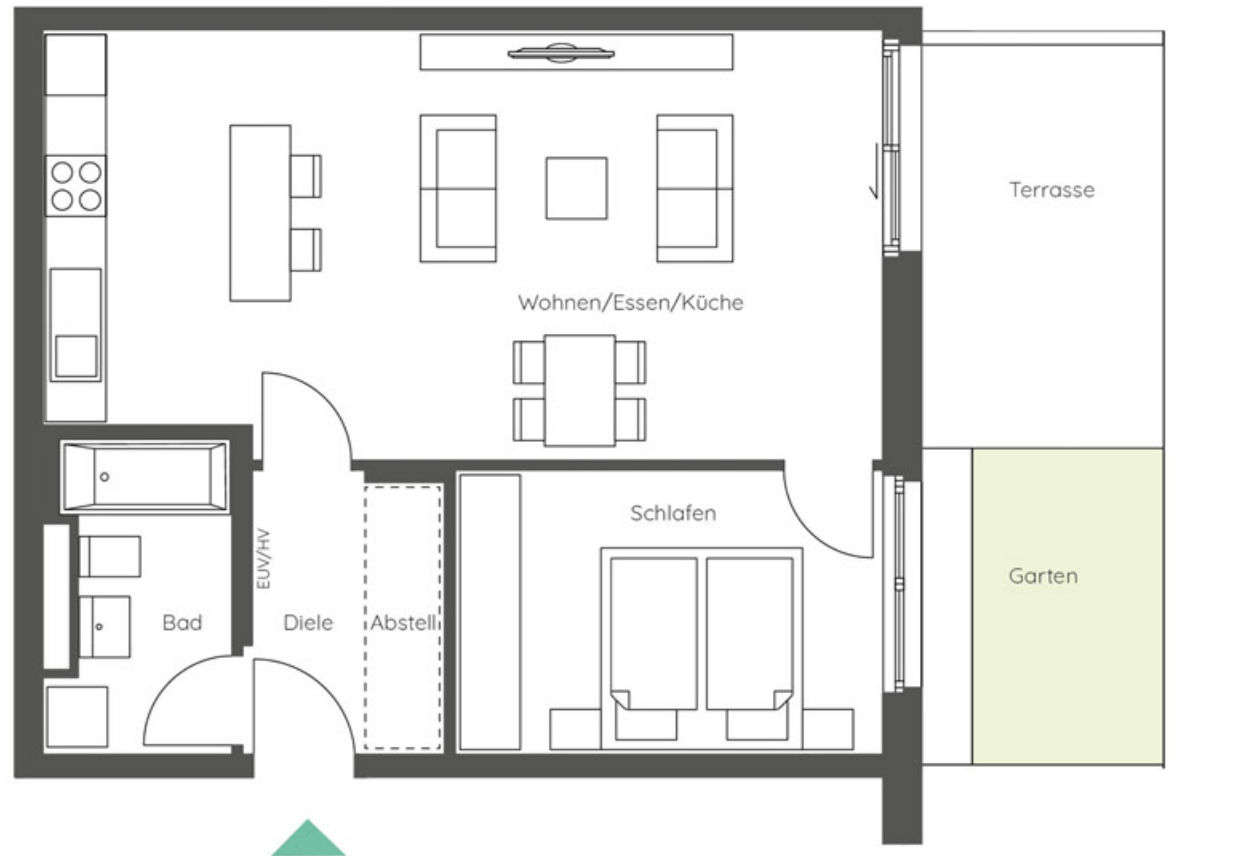 Terrasse
Wohnen/Essen/Küche
Schlafen
EUV/HV
Garten
Bad
Diele
Abstell